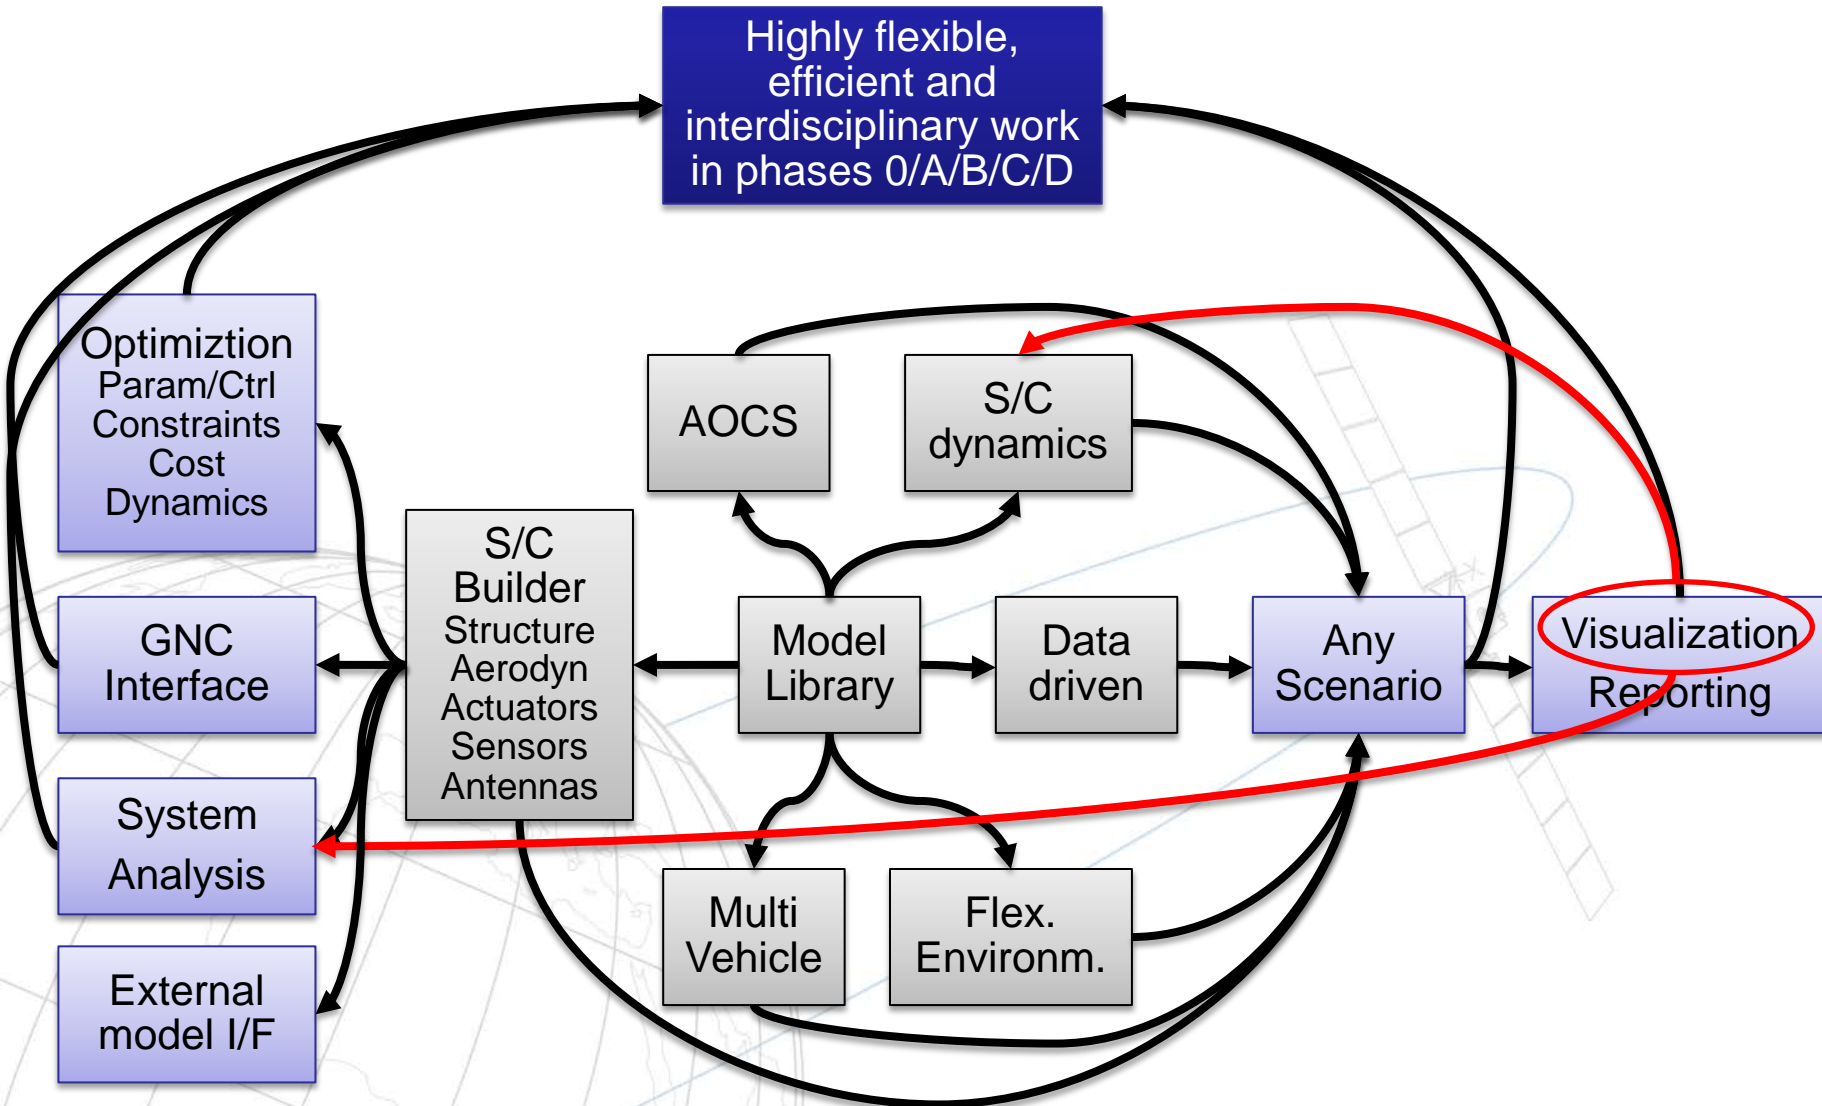 Highly flexible,
efficient and
interdisciplinary work
in phases 0/A/B/C/D
Optimiztion
Param/Ctrl
Constraints
Cost
Dynamics
AOCS
S/C
dynamics
S/C
Builder
Structure
Aerodyn
Actuators
Sensors
Antennas
GNC
Interface
Model
Library
Data
driven
Any
Scenario
Visualization
Reporting
System
Analysis
Multi
Vehicle
Flex.
Environm.
External
model I/F